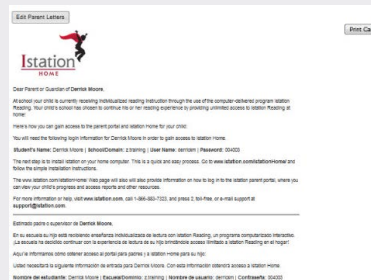 Edit Parent Letters
Print Ca
Istation
HOME
Dear Parent or Guardian of Derrick Moore,
At school your child is currently receiving individualized reading instruction through the use of the computer-delivered program Istation
Reading. Your child's school has chosen to continue his or her reading experience by providing unlimited access to Istation Reading at
home!
Here's how you can gain access to the parent portal and Istation Home for your child:
You will need the following login information for Derrick Moore in order to gain access to Istation Home.
Student's Name: Derrick Moore | School/Domain: z.training | User Name: derricm | Password: 004003
The next step is to install Istation on your home computer. This is a quick and easy process. Go to www.istation.com/IstationHome/ and
follow the simple installation instructions.
The www.istation.com/IstationHome/ Web page will also will also provide information on how to log in to the Istation parent portal, where you
can view your child's progress and access reports and other resources.
For more information or help, visit www.istation.com, call 1-866-883-7323, and press 2, toll-free, or e-mail support at
support@istation.com.
Estimado padre o supervisor de Derrick Moore,
En su escuela su hijo está recibiendo enseñanza individualizada de lectura con Istation Reading, un programa computarizado interactivo.
¡La escuela ha decidido continuar con la experiencia de lectura de su hijo brindándole acceso ilimitado a Istation Reading en el hogar!
Aquí le informamos cómo obtener acceso al portal para padres y a Istation Home para su hijo:
Usted necesitará la siguiente información de entrada para Derrick Moore. Con esta información obtendrá acceso a Istation Home.
Nombre del estudiante: Derrick Moore | Escuela/Dominio: z.training | Nombre de usuario: derricm | Contraseña: 004003